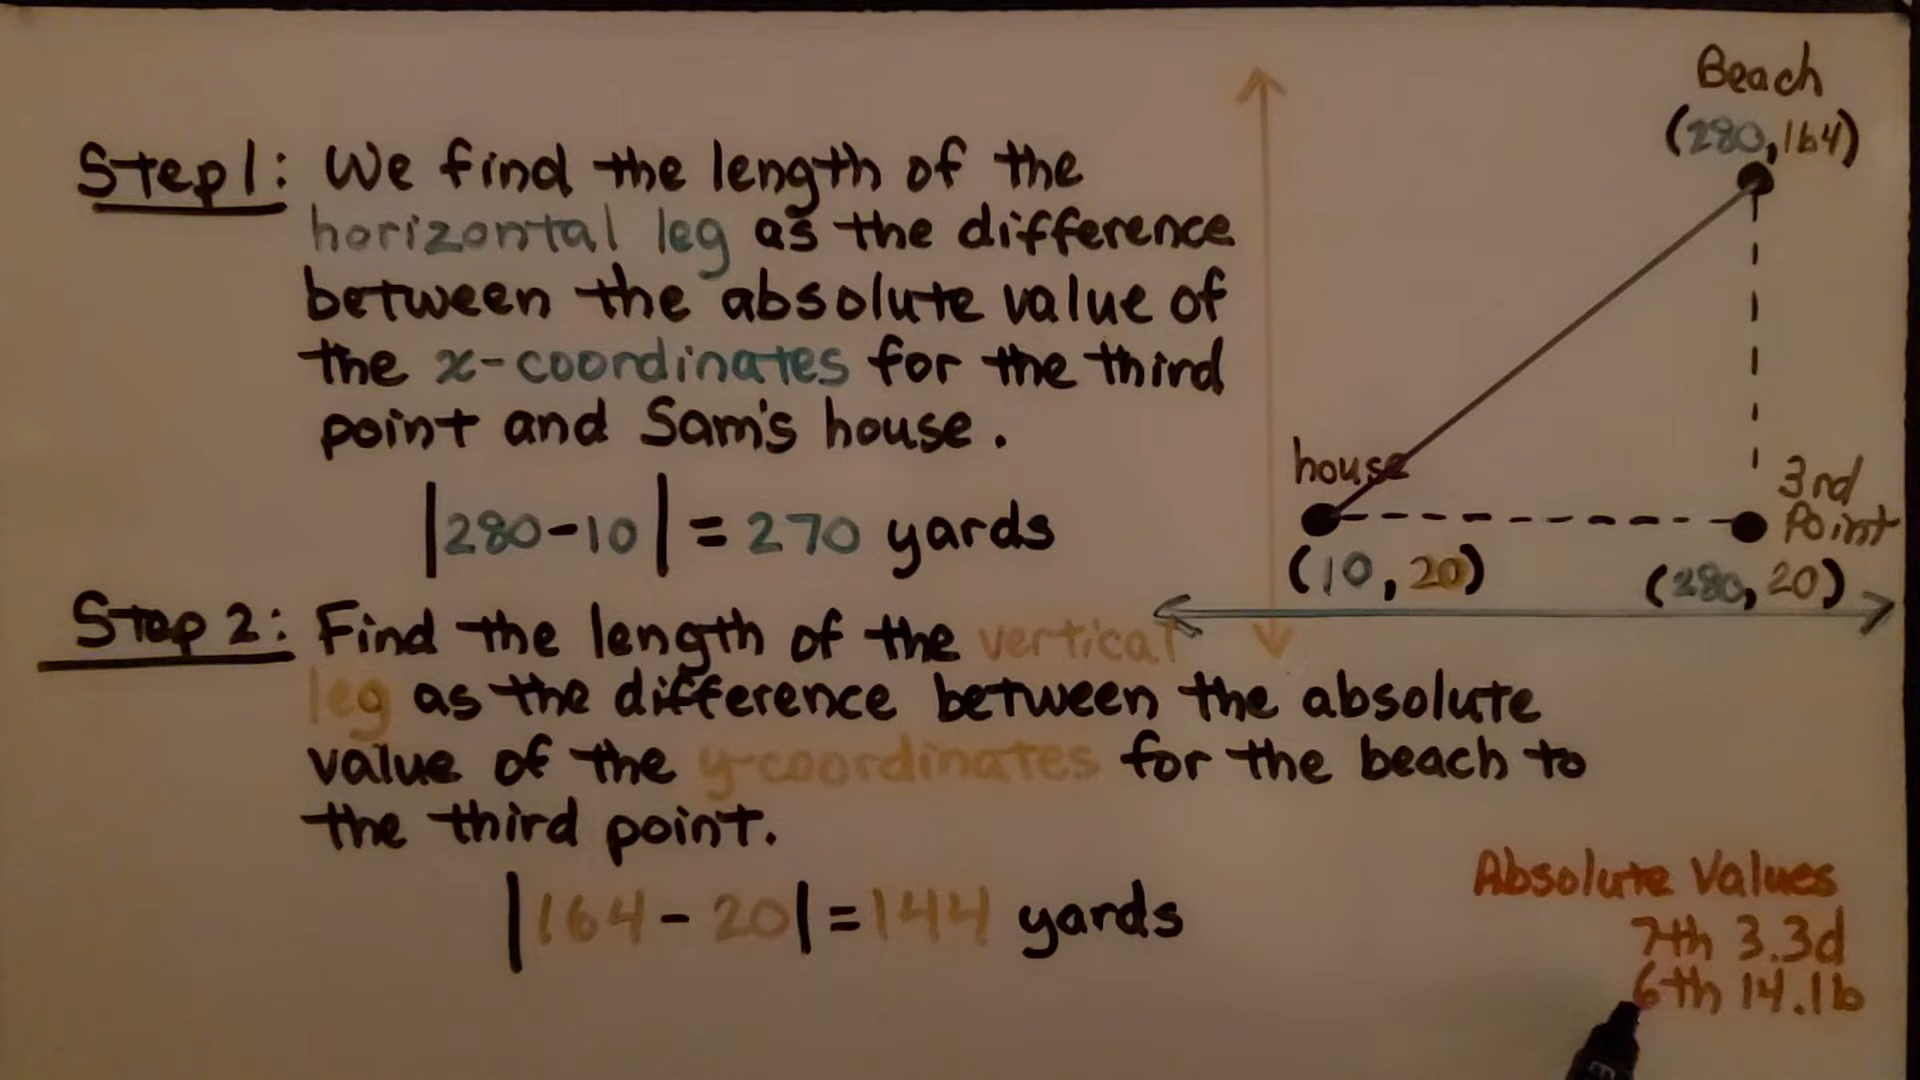 Step 1: We find the length of the
horizontal leg as the difference
between the absolute value of
the x-coordinates for the third
point and Sam's house.
|280-10| = 270 yards
Step 2: Find the length of the vertical
leg as the difference between the absolute
value of the y-coordinates for the beach to
the third point.
|164 - 20| = 144 yards
Beach
(280, 164)
house
(10, 20)
3rd
Point
(280, 20)
Absolute Values
7th 3.3d
6th 14.1b
E